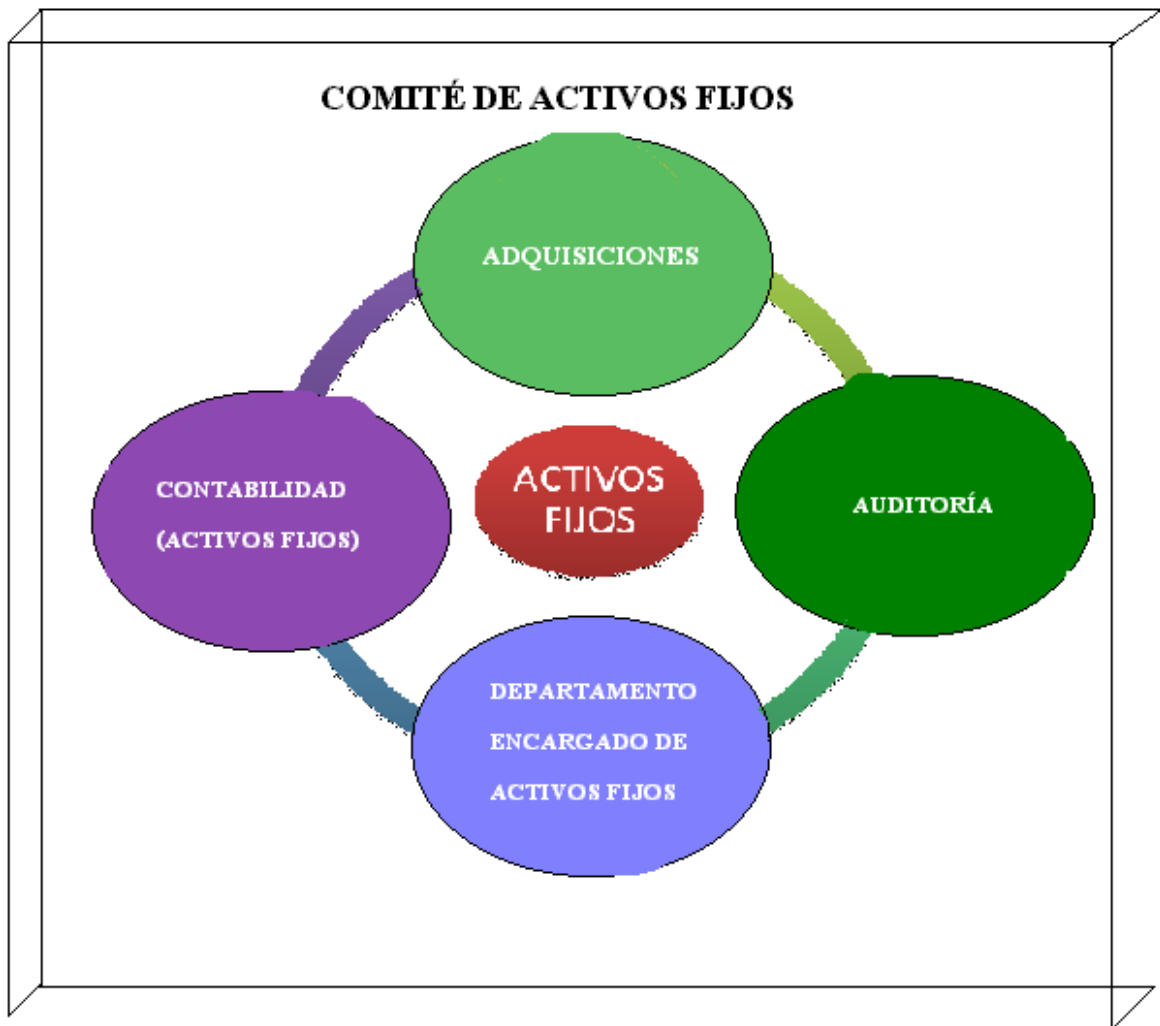 COMITÉ DE ACTIVOS FIJOS
ADQUISICIONES
CONTABILIDAD
(ACTIVOS FIJOS)
ACTIVOS
FIJOS
AUDITORÍA
DEPARTAMENTO
ENCARGADO DE
ACTIVOS FIJOS